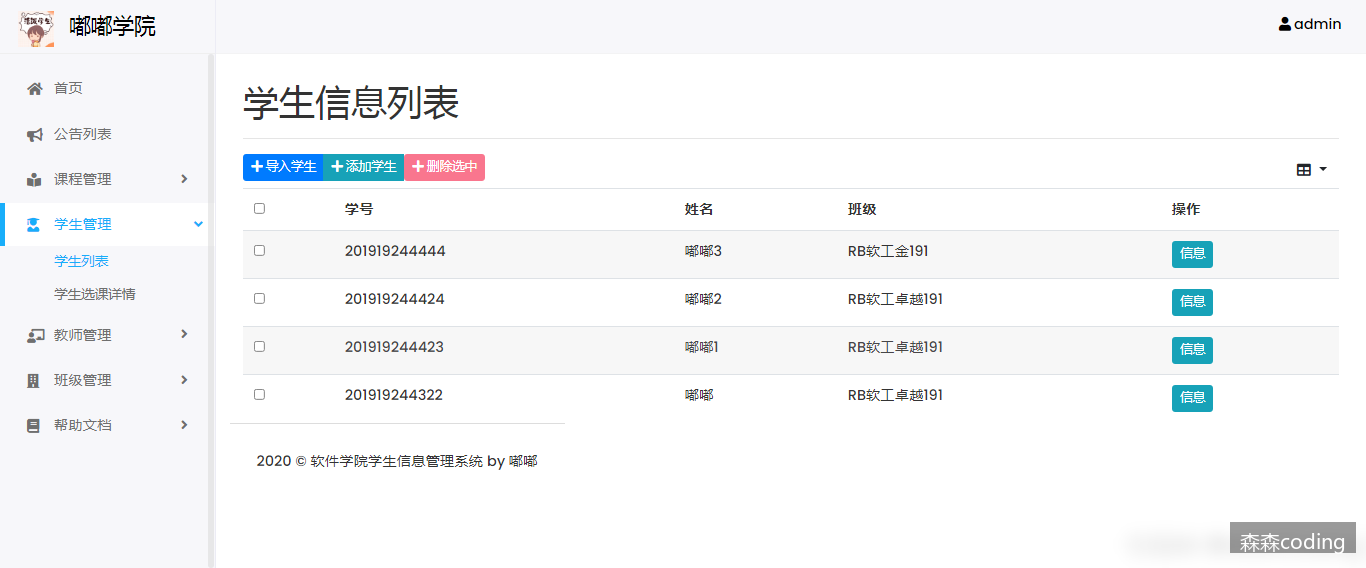 嘟嘟学院
admin
首页
公告列表
课程管理
学生管理
学生列表
学生选课详情
教师管理
班级管理
帮助文档
学生信息列表
导入学生 添加学生 删除选中
学号 姓名 班级 操作
201919244444 嘟嘟3 RB软工金191 信息
201919244424 嘟嘟2 RB软工卓越191 信息
201919244423 嘟嘟1 RB软工卓越191 信息
201919244322 嘟嘟 RB软工卓越191 信息
2020 © 软件学院学生信息管理系统 by 嘟嘟
森森coding